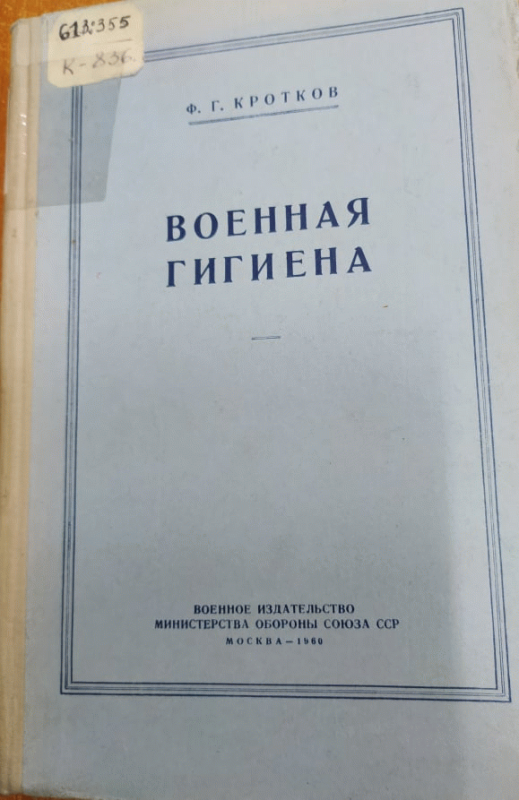 613:355
К-836
Ф. Г. КРОТКОВ
ВОЕННАЯ
ГИГИЕНА
ВОЕННОЕ ИЗДАТЕЛЬСТВО
МИНИСТЕРСТВА ОБОРОНЫ СОЮЗА ССР
МОСКВА — 1960